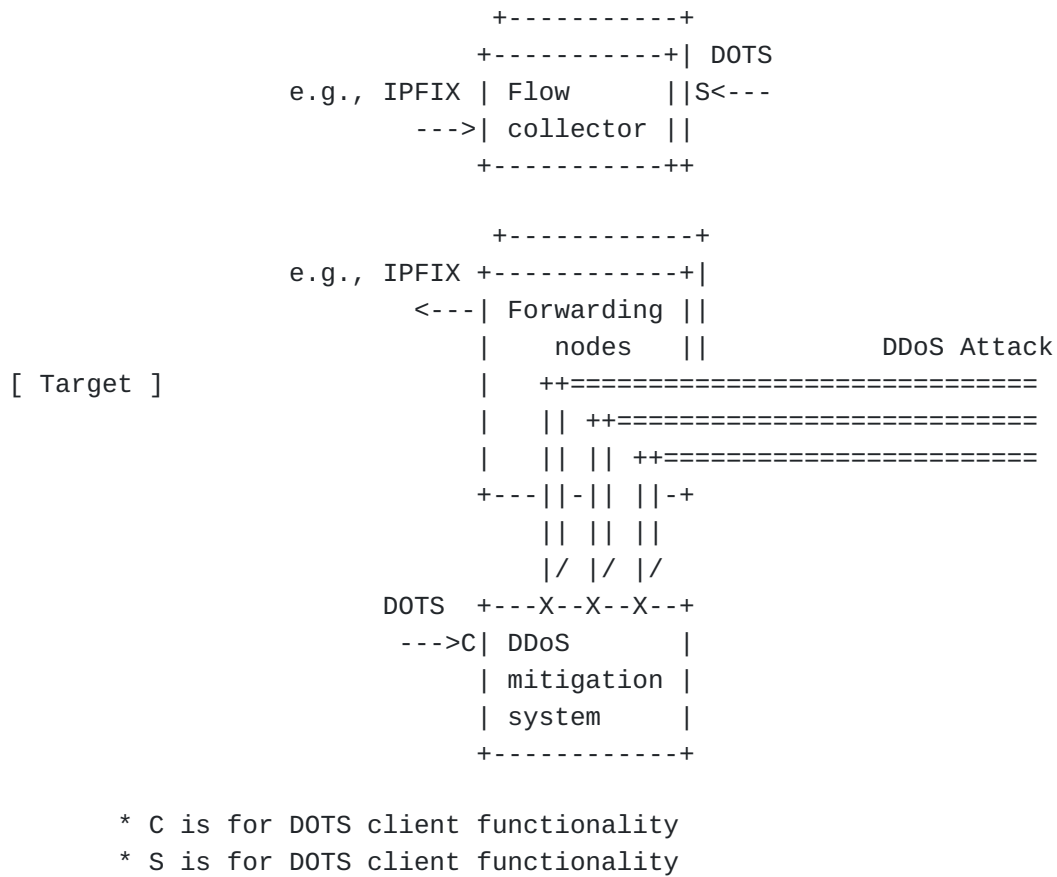 +-----------+
                              +-----------+| DOTS
                  e.g., IPFIX | Flow      ||S<---
                          --->| collector ||
                              +-----------++

                               +------------+
                  e.g., IPFIX +------------+|
                          <---| Forwarding ||
                              |    nodes   ||           DDoS Attack
[ Target ]                    |   ++==============================
                              |   || ++===========================
                              |   || || ++========================
                              +---||-|| ||-+
                                  || || ||
                                  |/ |/ |/
                        DOTS  +---X--X--X--+
                         --->C| DDoS       |
                              | mitigation |
                              | system     |
                              +------------+

       * C is for DOTS client functionality
       * S is for DOTS client functionality